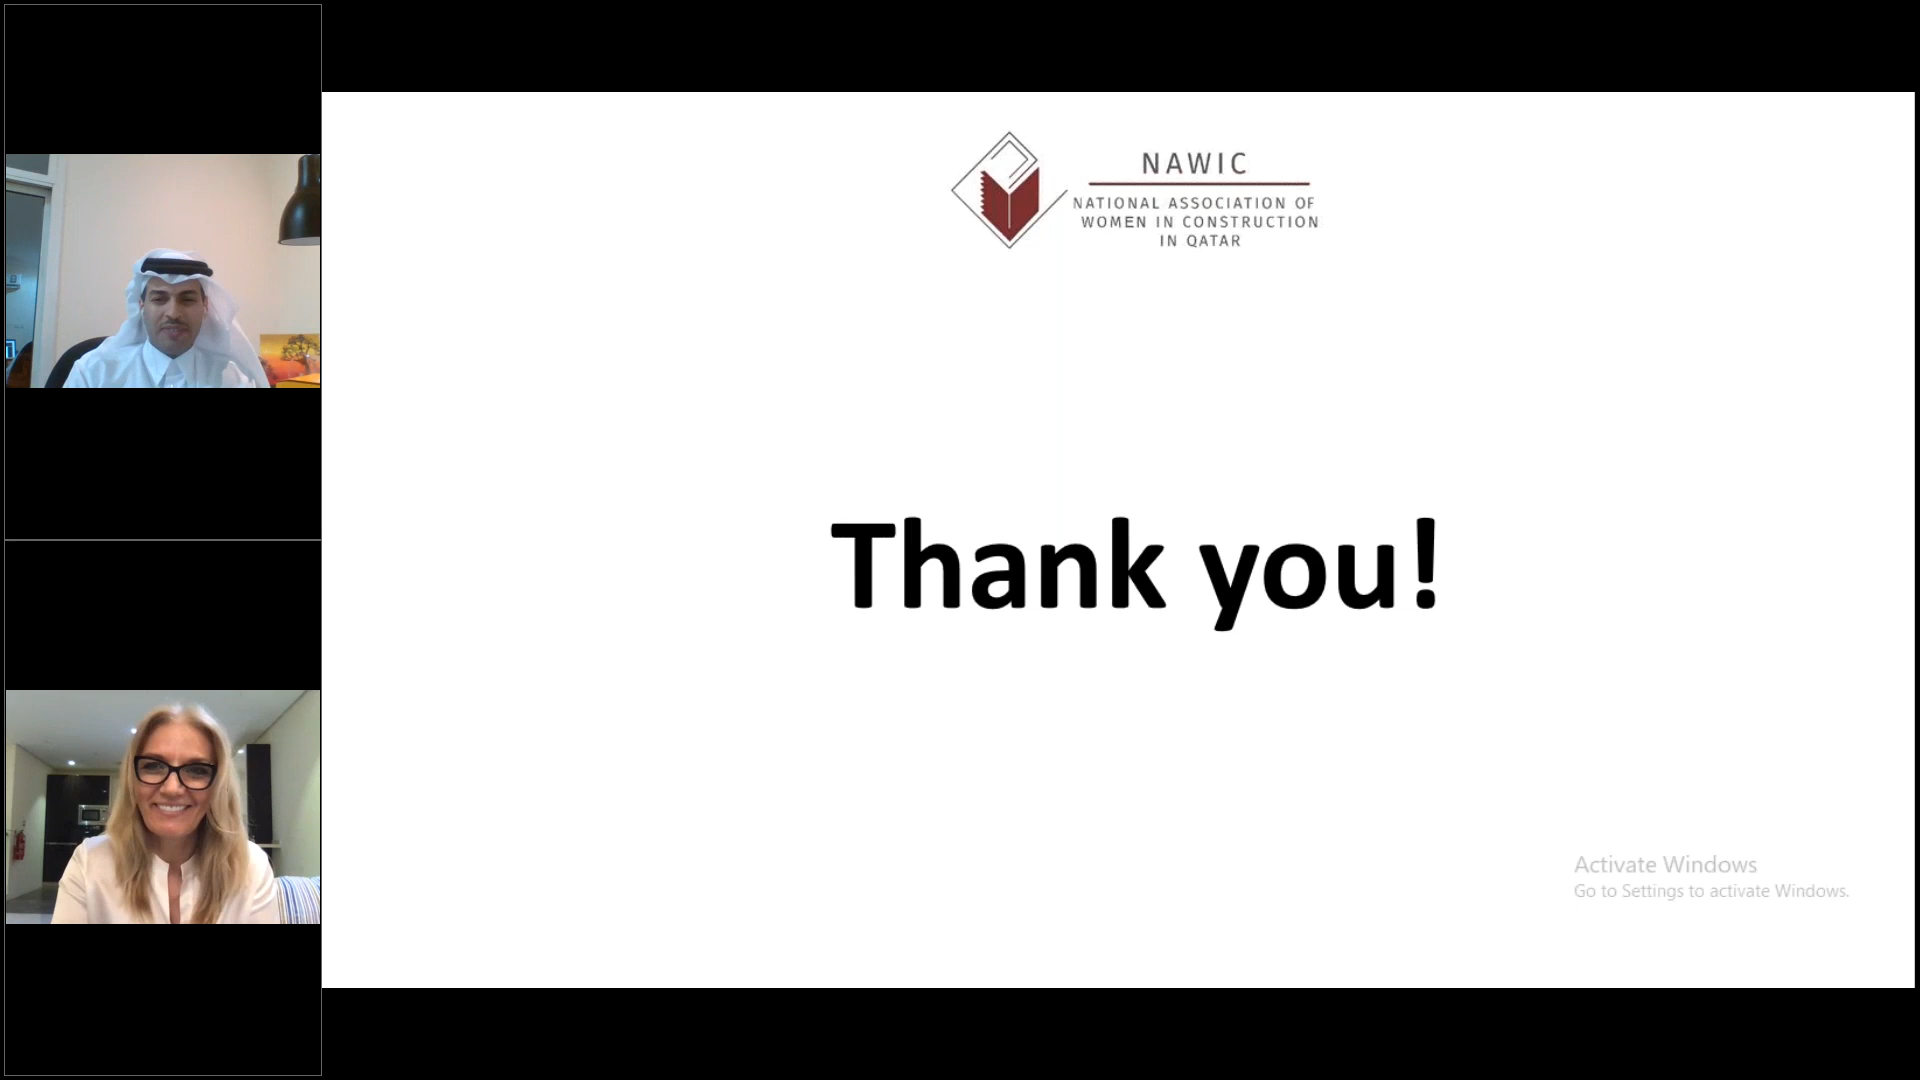 NAWIC
NATIONAL ASSOCIATION OF
WOMEN IN CONSTRUCTION
IN QATAR
Thank you!
Activate Windows
Go to Settings to activate Windows.